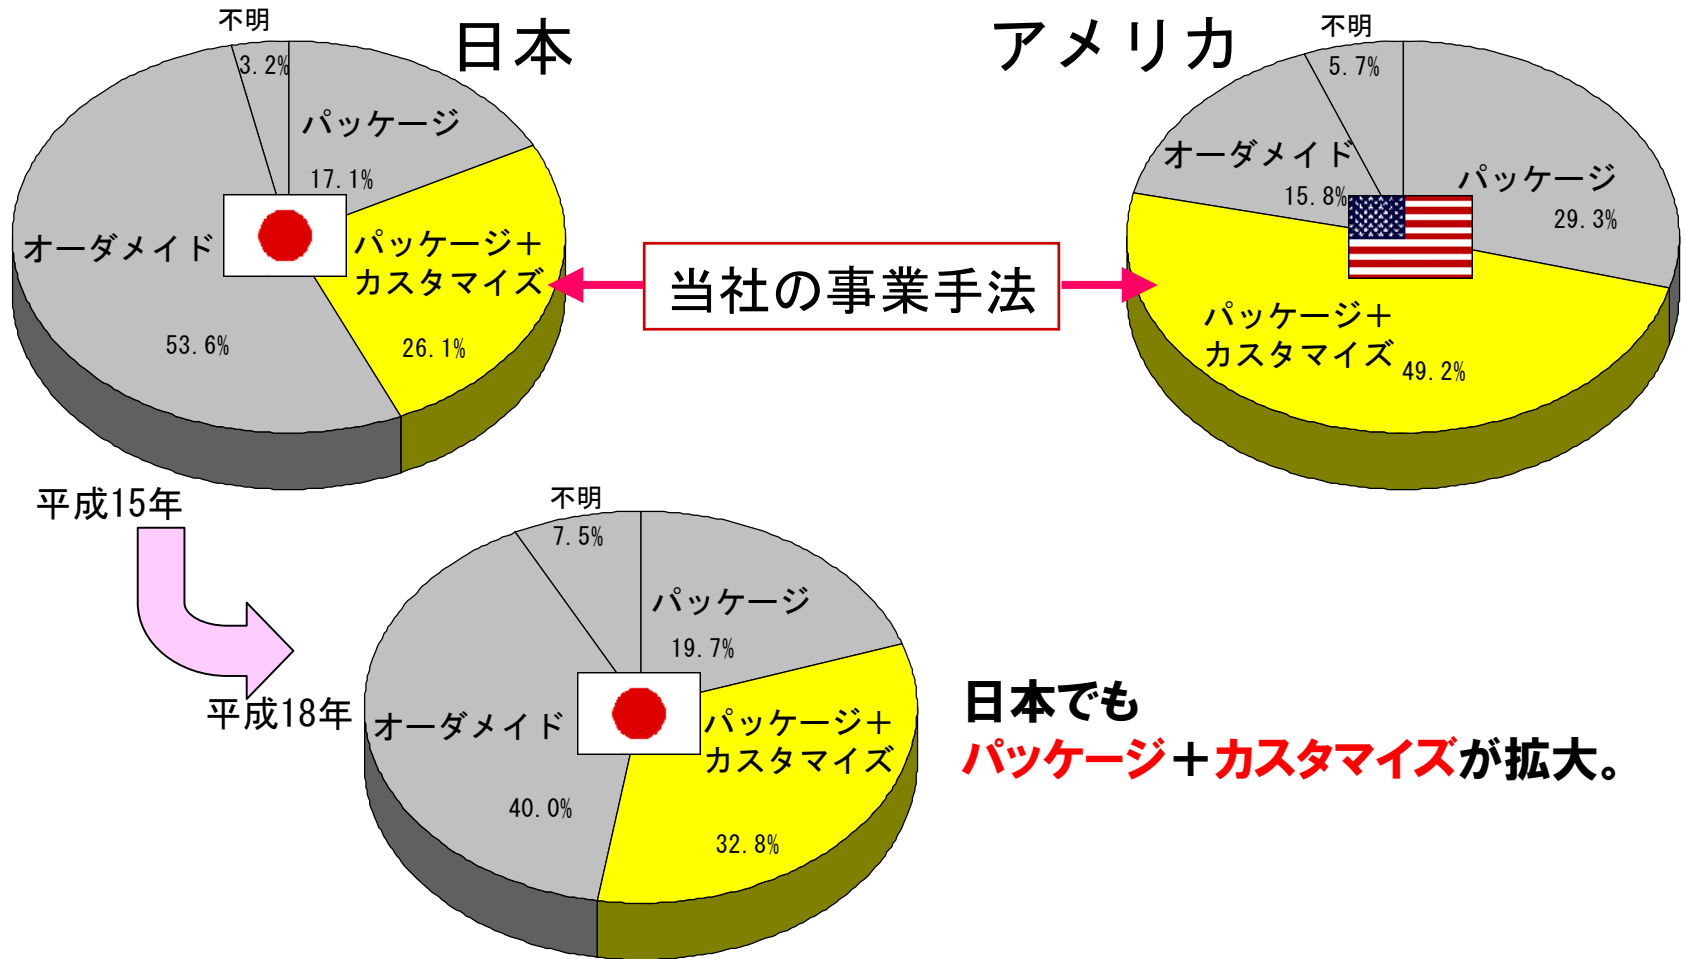 日本
不明
3.2%
パッケージ
17.1%
オーダメイド
53.6%
パッケージ＋
カスタマイズ
26.1%
当社の事業手法
アメリカ
不明
5.7%
オーダメイド
15.8%
パッケージ
29.3%
パッケージ＋
カスタマイズ
49.2%
平成15年
平成18年
不明
7.5%
パッケージ
19.7%
オーダメイド
40.0%
パッケージ＋
カスタマイズ
32.8%
日本でも
パッケージ＋カスタマイズが拡大。